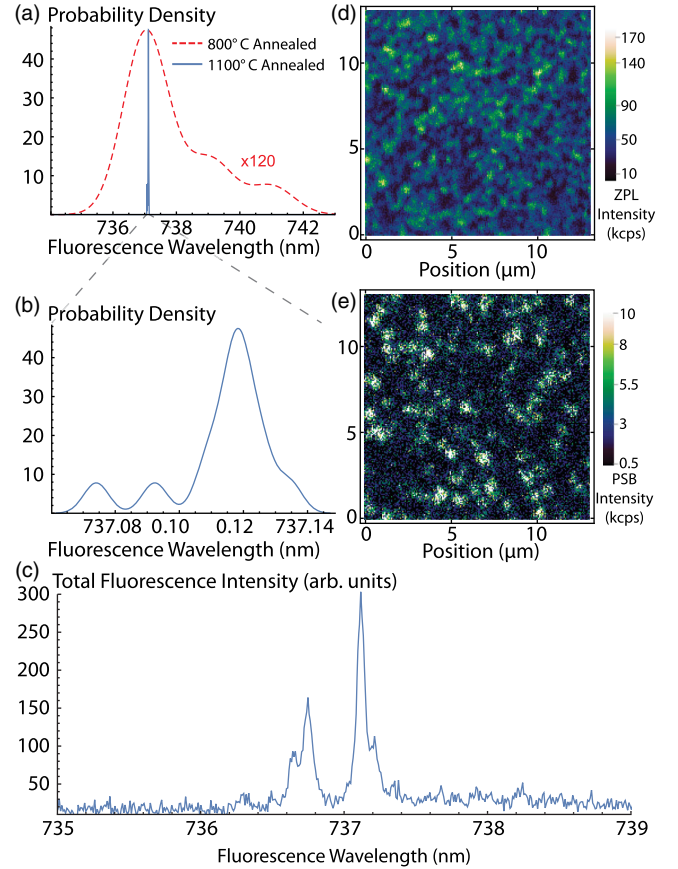 (a)
Probability Density
800° C Annealed
1100° C Annealed
40
30
20
10
x120
736 738 740 742
Fluorescence Wavelength (nm)
(b)
Probability Density
40
30
20
10
737.08 0.10 0.12 737.14
Fluorescence Wavelength (nm)
(d)
10
5
0
0 5 10
Position (μm)
170
140
90
50
10
ZPL
Intensity
(kcps)
(e)
10
5
0
0 5 10
Position (μm)
10
8
5.5
3
0.5
PSB
Intensity
(kcps)
(c)
Total Fluorescence Intensity (arb. units)
300
250
200
150
100
50
735 736 737 738 739
Fluorescence Wavelength (nm)